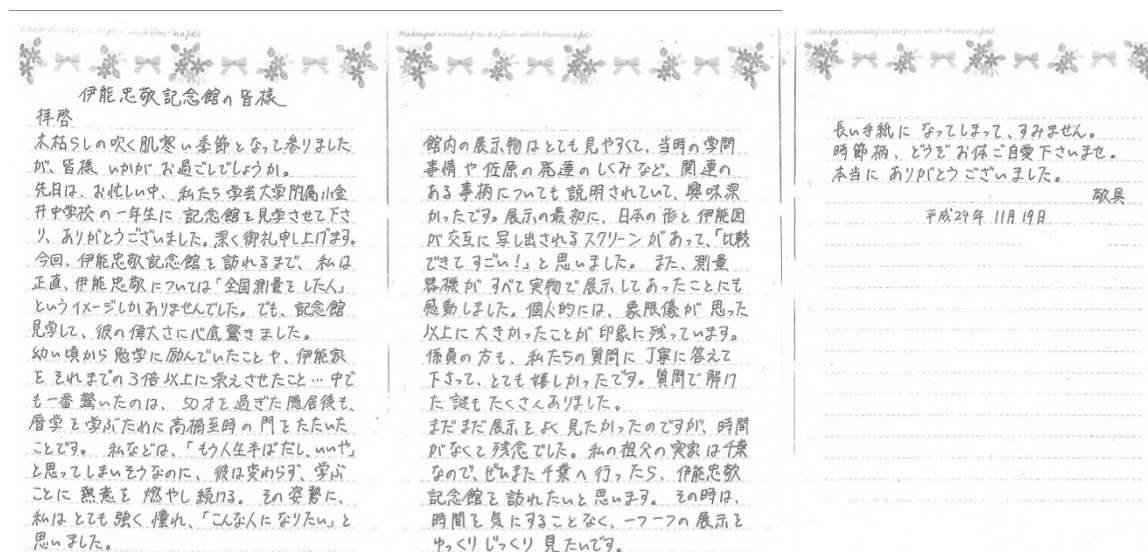 伊能忠敬記念館の皆様
拝啓
木枯らしの吹く肌寒い季節となって参りました
が、皆様 いかが お過ごしでしょうか。
先日は、お忙しい中、私たち学芸大学附属小金
井中学校の一年生に 記念館を見学させて下さ
り、ありがとうございました。深く御礼申し上げます。
今回、伊能忠敬記念館を訪れるまで、私は
正直、伊能忠敬については「全国測量をした人」
というイメージしかありませんでした。でも、記念館
見学して、彼の偉大さに心底驚きました。
幼い頃から 勉学に励んでいたことや、伊能家
を それまでの3倍以上に栄えさせたこと…中で
も一番驚いたのは、50才を過ぎた隠居後も、
暦学を学ぶために高橋至時の門をたたいた
ことです。 私などは、「もう人生半ばだし、いいや」
と思ってしまいそうなのに、彼は変わらず、学ぶ
ことに 熱意を 燃やし続ける。その姿勢に、
私は とても強く 憧れ、「こんな人になりたい」と
思いました。
The bouquet was made from the flower which blooms in a field.
館内の展示物はとても見やすくて、当時の学問
事情や佐原の発達のしくみなど、関連の
ある事柄についても説明されていて、興味深
かったです。展示の最初に、日本の形と伊能図
が交互に写し出されるスクリーンがあって、「比較
できて すごい!」と思いました。また、測量
器機が すべて実物で展示してあったことにも
感動しました。個人的には、象限儀が 思った
以上に大きかったことが 印象に残っています。
係員の方も、私たちの質問に 丁寧に答えて
下さって、とても嬉しかったです。質問で解け
た謎も たくさんありました。
まだまだ展示を よく見たかったのですが、時間
がなくて残念でした。私の祖父の実家は千葉
なので、ぜひまた千葉へ行ったら、伊能忠敬
記念館を訪れたいと思います。その時は、
時間を気にすることなく、一つ一つの展示を
ゆっくり じっくり 見たいです。
長い手紙に なってしまって、すみません。
時節柄、どうぞお体ご自愛下さいませ。
本当に ありがとうございました。
敬具
平成29年 11月 19日